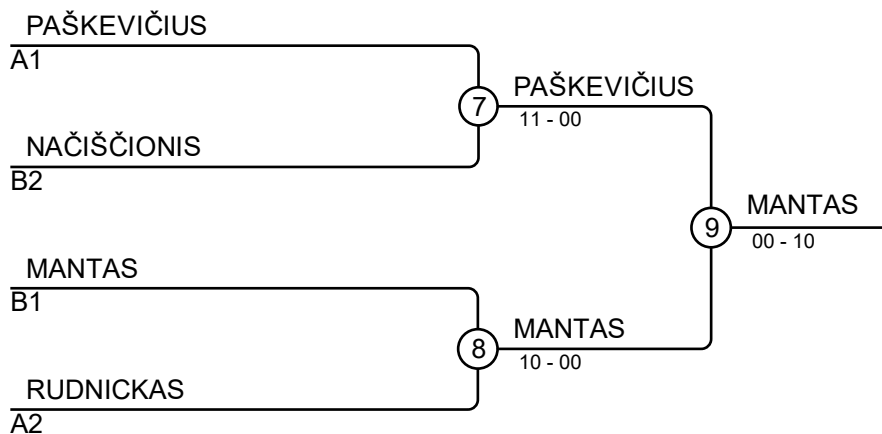 PAŠKEVIČIUS
A1
7
PAŠKEVIČIUS
11 - 00
NAČIŠČIONIS
B2
9
MANTAS
00 - 10
MANTAS
B1
8
MANTAS
10 - 00
RUDNICKAS
A2